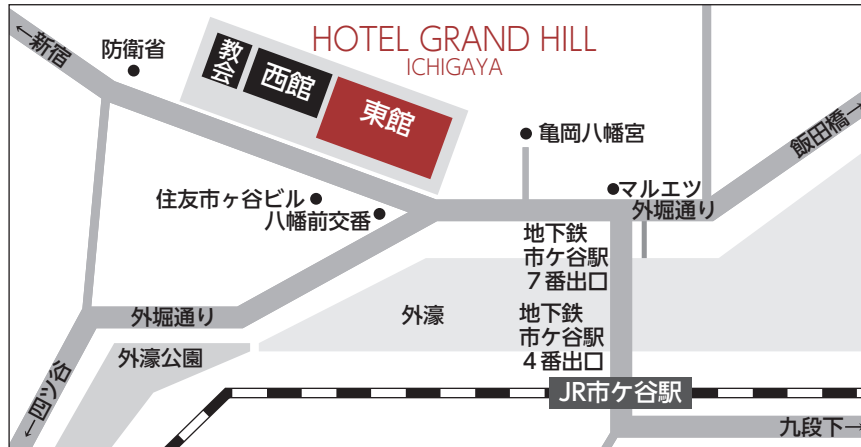 HOTEL GRAND HILL
ICHIGAYA
←新宿
防衛省
教会
西館
東館
亀岡八幡宮
飯田橋→
マルエツ
外堀通り
住友市ヶ谷ビル
八幡前交番
地下鉄
市ケ谷駅
7番出口
外堀通り
外濠
地下鉄
市ケ谷駅
4番出口
外濠公園
←四ツ谷
JR市ケ谷駅
九段下→